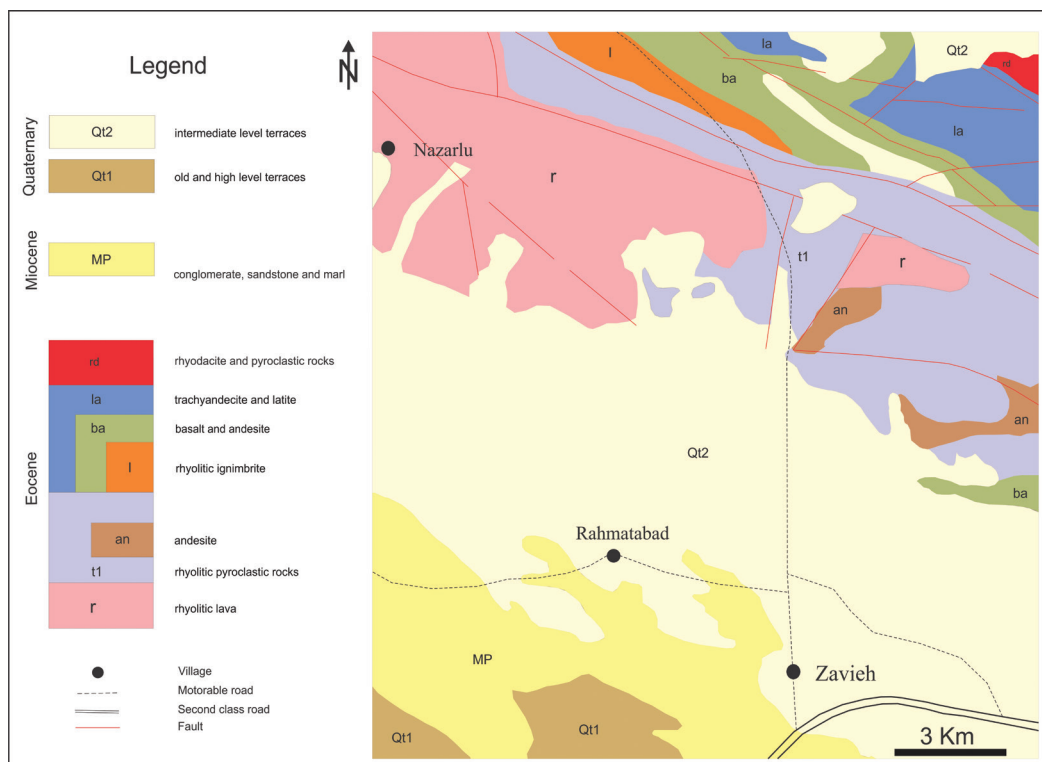 Legend
N
Quaternary
Qt2 intermediate level terraces
Qt1 old and high level terraces
Miocene
MP
conglomerate, sandstone and marl
Eocene
rd rhyodacite and pyroclastic rocks
la trachyandecite and latite
ba basalt and andesite
I rhyolitic ignimbrite
an andesite
t1 rhyolitic pyroclastic rocks
r rhyolitic lava
Village
Motorable road
Second class road
Fault
I
la
Qt2
rd
ba
la
Nazarlu
r
t1
r
an
an
Qt2
ba
Rahmatabad
MP
Zavieh
Qt1
Qt1
3 Km